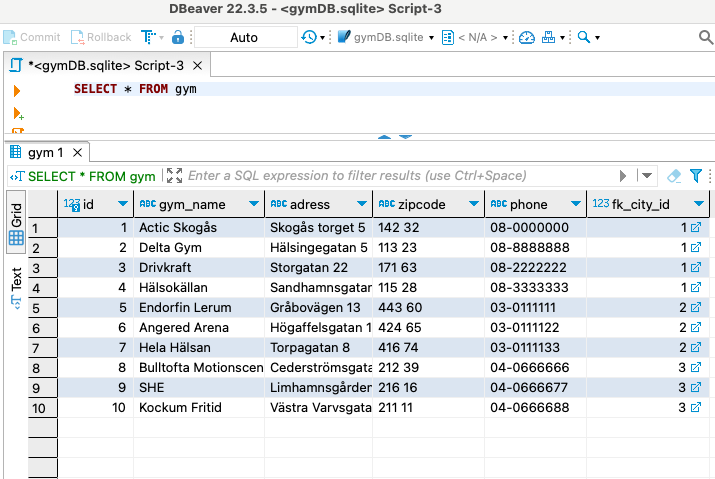 DBeaver 22.3.5 - <gymDB.sqlite> Script-3
Commit Rollback T Auto gymDB.sqlite < N/A >
*<gymDB.sqlite> Script-3
SELECT * FROM gym
gym 1
SELECT * FROM gym Enter a SQL expression to filter results (use Ctrl+Space)
Grid
Text
123 id ABC gym_name ABC adress ABC zipcode ABC phone 123 fk_city_id
1 1 Actic Skogås Skogås torget 5 142 32 08-0000000 1
2 2 Delta Gym Hälsingegatan 5 113 23 08-8888888 1
3 3 Drivkraft Storgatan 22 171 63 08-2222222 1
4 4 Hälsokällan Sandhamnsgatan 115 28 08-3333333 1
5 5 Endorfin Lerum Gråbovägen 13 443 60 03-0111111 2
6 6 Angered Arena Högaffelsgatan 1 424 65 03-0111122 2
7 7 Hela Hälsan Torpagatan 8 416 74 03-0111133 2
8 8 Bulltofta Motionscen Cederströmsgata 212 39 04-0666666 3
9 9 SHE Limhamnsgården 216 16 04-0666677 3
10 10 Kockum Fritid Västra Varvsgata 211 11 04-0666688 3